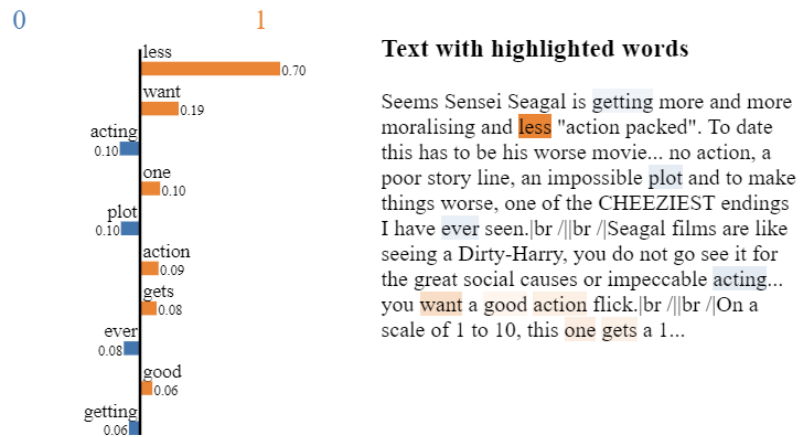 0 1
less
0.70
want
0.19
acting
0.10
one
0.10
plot
0.10
action
0.09
gets
0.08
ever
0.08
good
0.06
getting
0.06
Text with highlighted words
Seems Sensei Seagal is getting more and more
moralising and less "action packed". To date
this has to be his worse movie... no action, a
poor story line, an impossible plot and to make
things worse, one of the CHEEZIEST endings
I have ever seen.|br /||br /|Seagal films are like
seeing a Dirty-Harry, you do not go see it for
the great social causes or impeccable acting...
you want a good action flick.|br /||br /|On a
scale of 1 to 10, this one gets a 1...